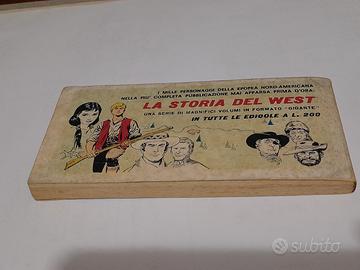 I MILLE PERSONAGGI DELLA EPOPEA NORD-AMERICANA
NELLA PIU' COMPLETA PUBBLICAZIONE MAI APPARSA PRIMA D'ORA:
LA STORIA DEL WEST
UNA SERIE DI MAGNIFICI VOLUMI IN FORMATO "GIGANTE"
IN TUTTE LE EDICOLE A L. 200
subito